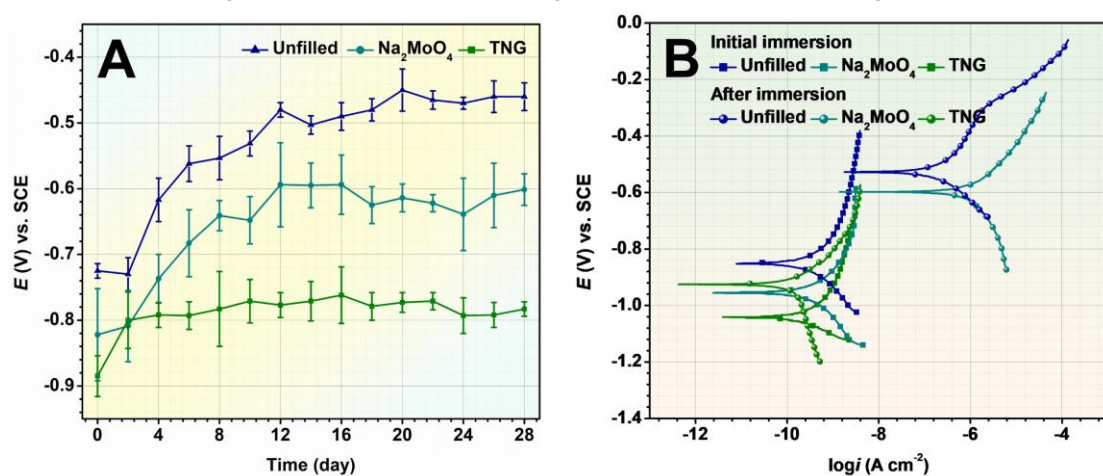 A
Unfilled Na₂MoO₄ TNG
E (V) vs. SCE
-0.4
-0.5
-0.6
-0.7
-0.8
-0.9
0 4 8 12 16 20 24 28
Time (day)
B
Initial immersion
Unfilled Na₂MoO₄ TNG
After immersion
Unfilled Na₂MoO₄ TNG
E (V) vs. SCE
0.0
-0.2
-0.4
-0.6
-0.8
-1.0
-1.2
-1.4
-12 -10 -8 -6 -4 -2
logi (A cm⁻²)